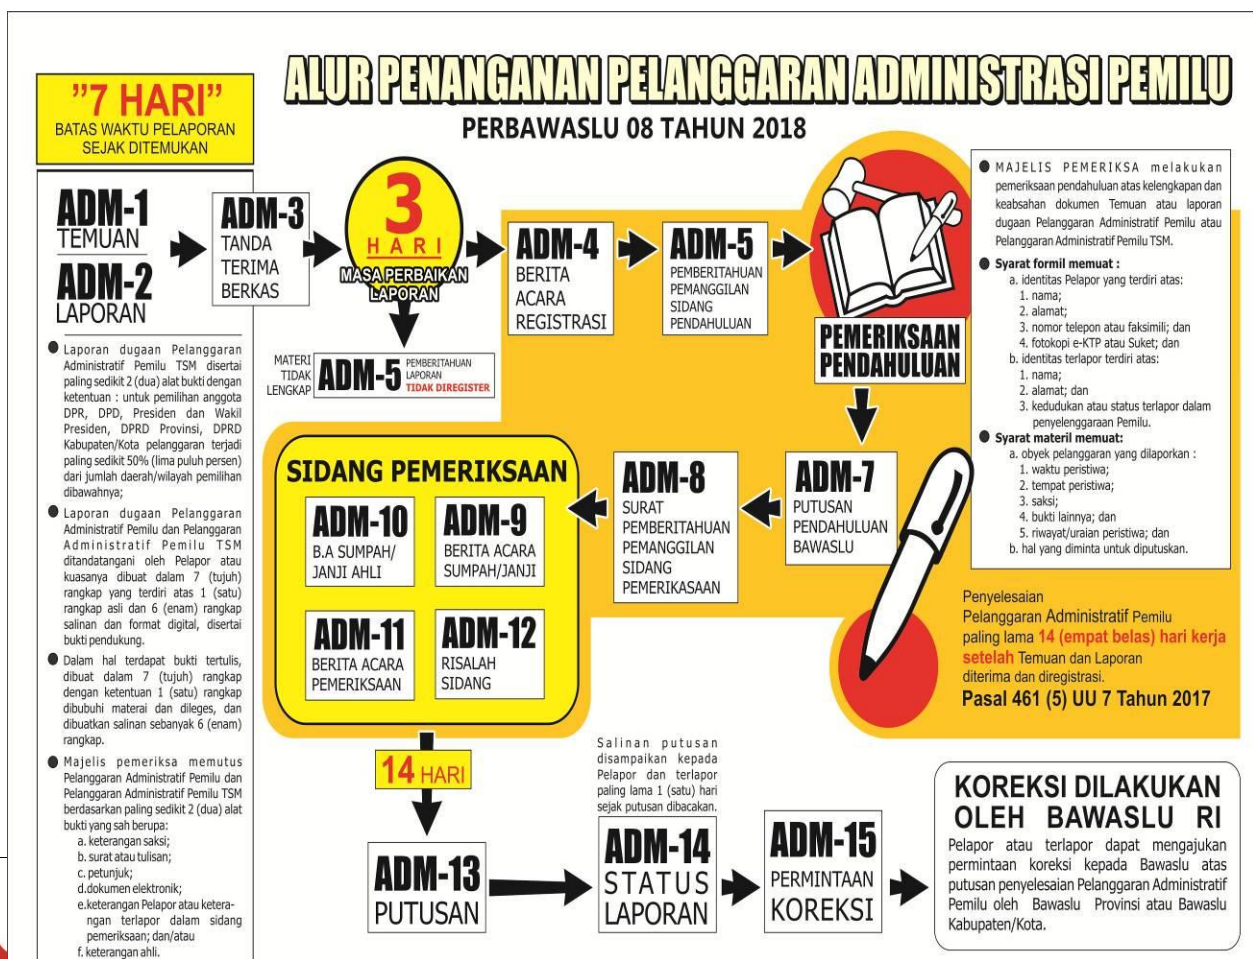 ALUR PENANGANAN PELANGGARAN ADMINISTRASI PEMILU
PERBAWASLU 08 TAHUN 2018
"7 HARI"
BATAS WAKTU PELAPORAN
SEJAK DITEMUKAN
ADM-1
TEMUAN
ADM-2
LAPORAN
Laporan dugaan Pelanggaran
Administratif Pemilu TSM disertai
paling sedikit 2 (dua) alat bukti dengan
ketentuan : untuk pemilihan anggota
DPR, DPD, Presiden dan Wakil
Presiden, DPRD Provinsi, DPRD
Kabupaten/Kota pelanggaran terjadi
paling sedikit 50% (lima puluh persen)
dari jumlah daerah/wilayah pemilihan
dibawahnya;
Laporan dugaan Pelanggaran
Administratif Pemilu dan Pelanggaran
Administratif Pemilu TSM
ditandatangani oleh Pelapor atau
kuasanya dibuat dalam 7 (tujuh)
rangkap yang terdiri atas 1 (satu)
rangkap asli dan 6 (enam) rangkap
salinan dan format digital, disertai
bukti pendukung.
Dalam hal terdapat bukti tertulis,
dibuat dalam 7 (tujuh) rangkap
dengan ketentuan 1 (satu) rangkap
dibubuhi materai dan dileges, dan
dibuatkan salinan sebanyak 6 (enam)
rangkap.
Majelis pemeriksa memutus
Pelanggaran Administratif Pemilu dan
Pelanggaran Administratif Pemilu TSM
berdasarkan paling sedikit 2 (dua) alat
bukti yang sah berupa:
a. keterangan saksi;
b. surat atau tulisan;
c. petunjuk;
d.dokumen elektronik;
e.keterangan Pelapor atau ketera-
ngan terlapor dalam sidang
pemeriksaan; dan/atau
f. keterangan ahli.
ADM-3
TANDA
TERIMA
BERKAS
3
HARI
MASA PERBAIKAN
LAPORAN
MATERI
TIDAK
LENGKAP
ADM-5
PEMBERITAHUAN
LAPORAN
TIDAK DIREGISTER
ADM-4
BERITA
ACARA
REGISTRASI
ADM-5
PEMBERITAHUAN
PEMANGGILAN
SIDANG
PENDAHULUAN
PEMERIKSAAN
PENDAHULUAN
MAJELIS PEMERIKSA melakukan
pemeriksaan pendahuluan atas kelengkapan dan
keabsahan dokumen Temuan atau laporan
dugaan Pelanggaran Administratif Pemilu atau
Pelanggaran Administratif Pemilu TSM.
Syarat formil memuat :
a. identitas Pelapor yang terdiri atas:
1. nama;
2. alamat;
3. nomor telepon atau faksimili; dan
4. fotokopi e-KTP atau Suket; dan
b. identitas terlapor terdiri atas:
1. nama;
2. alamat; dan
3. kedudukan atau status terlapor dalam
penyelenggaraan Pemilu.
Syarat materil memuat:
a. obyek pelanggaran yang dilaporkan :
1. waktu peristiwa;
2. tempat peristiwa;
3. saksi;
4. bukti lainnya; dan
5. riwayat/uraian peristiwa; dan
b. hal yang diminta untuk diputuskan.
ADM-7
PUTUSAN
PENDAHULUAN
BAWASLU
ADM-8
SURAT
PEMBERITAHUAN
PEMANGGILAN
SIDANG
PEMERIKASAAN
SIDANG PEMERIKSAAN
ADM-10
B.A SUMPAH/
JANJI AHLI
ADM-9
BERITA ACARA
SUMPAH/JANJI
ADM-11
BERITA ACARA
PEMERIKSAAN
ADM-12
RISALAH
SIDANG
Penyelesaian
Pelanggaran Administratif Pemilu
paling lama 14 (empat belas) hari kerja
setelah Temuan dan Laporan
diterima dan diregistrasi.
Pasal 461 (5) UU 7 Tahun 2017
14 HARI
ADM-13
PUTUSAN
Salinan putusan
disampaikan kepada
Pelapor dan terlapor
paling lama 1 (satu) hari
sejak putusan dibacakan.
ADM-14
STATUS
LAPORAN
ADM-15
PERMINTAAN
KOREKSI
KOREKSI DILAKUKAN
OLEH BAWASLU RI
Pelapor atau terlapor dapat mengajukan
permintaan koreksi kepada Bawaslu atas
putusan penyelesaian Pelanggaran Administratif
Pemilu oleh Bawaslu Provinsi atau Bawaslu
Kabupaten/Kota.